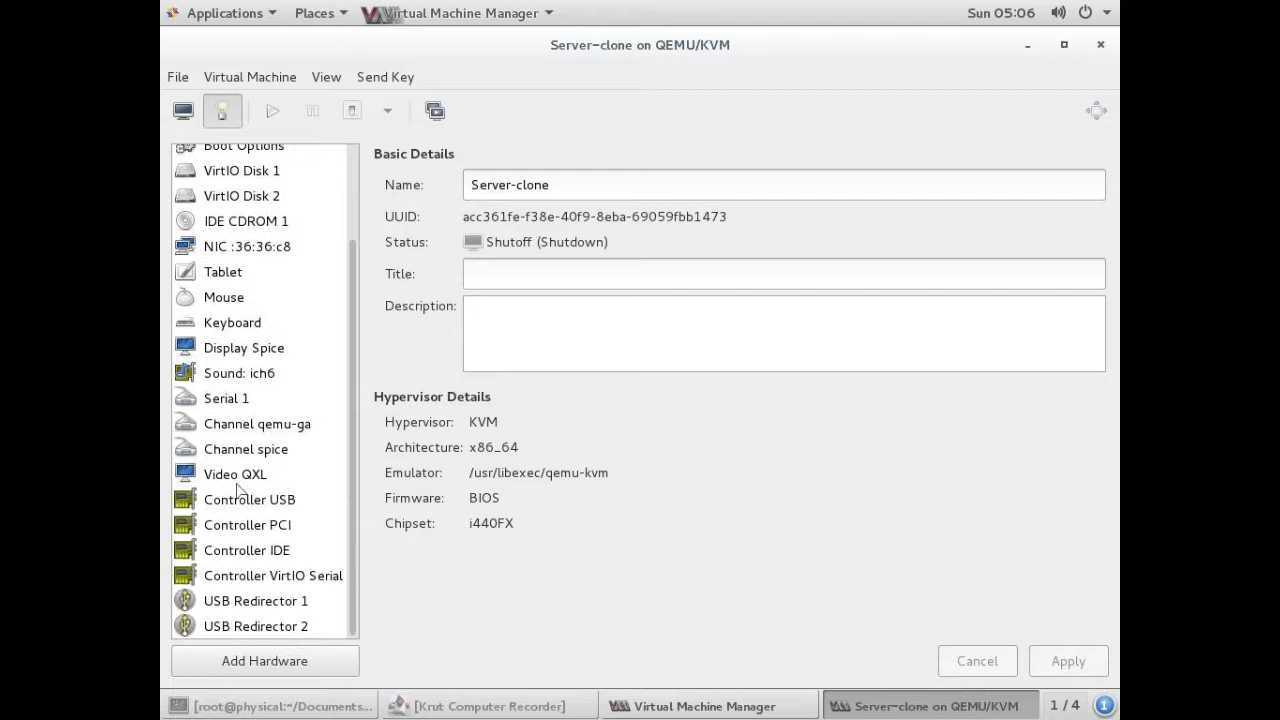 Applications Places Virtual Machine Manager Sun 05:06
Server-clone on QEMU/KVM
File Virtual Machine View Send Key
Boot Options
VirtIO Disk 1
VirtIO Disk 2
IDE CDROM 1
NIC :36:36:c8
Tablet
Mouse
Keyboard
Display Spice
Sound: ich6
Serial 1
Channel qemu-ga
Channel spice
Video QXL
Controller USB
Controller PCI
Controller IDE
Controller VirtIO Serial
USB Redirector 1
USB Redirector 2
Add Hardware
Basic Details
Name: Server-clone
UUID: acc361fe-f38e-40f9-8eba-69059fbb1473
Status: Shutoff (Shutdown)
Title:
Description:
Hypervisor Details
Hypervisor: KVM
Architecture: x86_64
Emulator: /usr/libexec/qemu-kvm
Firmware: BIOS
Chipset: i440FX
Cancel Apply
[root@physical:~/Documents... [Krut Computer Recorder] Virtual Machine Manager Server-clone on QEMU/KVM 1 / 4 1